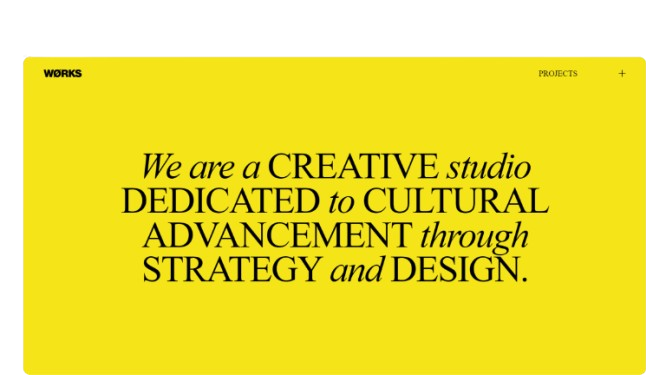 WØRKS
PROJECTS +
We are a CREATIVE studio
DEDICATED to CULTURAL
ADVANCEMENT through
STRATEGY and DESIGN.